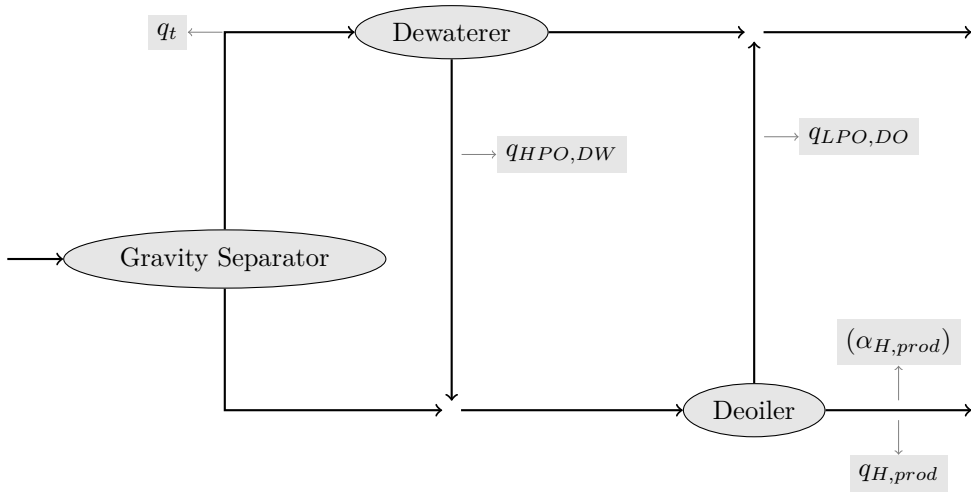 q_t
Dewaterer
q_{LPO,DO}
q_{HPO,DW}
Gravity Separator
(α_{H,prod})
Deoiler
q_{H,prod}